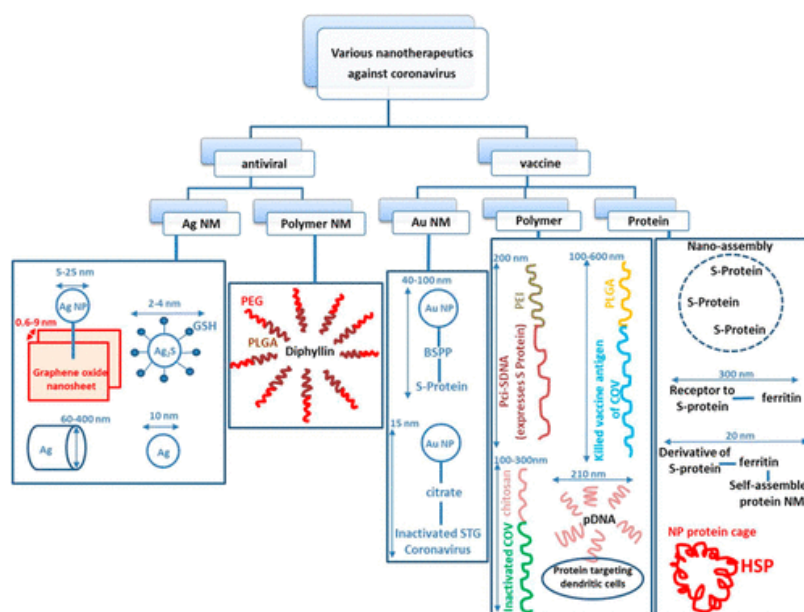 Various nanotherapeutics
against coronavirus
antiviral
vaccine
Ag NM
Polymer NM
Au NM
Polymer
Protein
5-25 nm
Ag NP
0.6-9 nm
Graphene oxide
nanosheet
2-4 nm
GSH
Ag₂S
60-400 nm
Ag
10 nm
Ag
PEG
PLGA
Diphyllin
40-100 nm
Au NP
BSPP
S-Protein
15 nm
Au NP
citrate
Inactivated STG
Coronavirus
200 nm
PEI
Pci-SDNA
(expresses S Protein)
100-600 nm
PLGA
Killed vaccine antigen
of COV
100-300nm
chitosan
Inactivated COV
210 nm
pDNA
Protein targeting
dendritic cells
Nano-assembly
S-Protein
S-Protein
S-Protein
300 nm
Receptor to
S-protein
ferritin
20 nm
Derivative of
S-protein
ferritin
Self-assemble
protein NM
NP protein cage
HSP